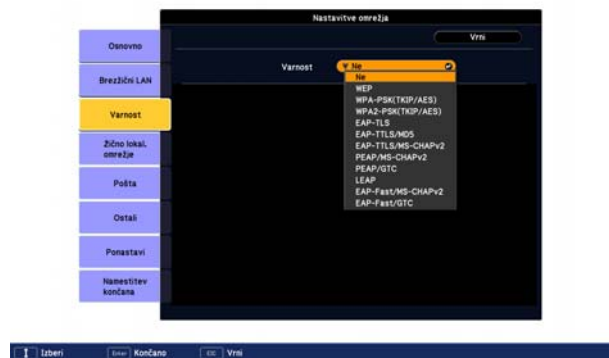 Nastavitve omrežja
Vrni
Osnovno
Brezžični LAN
Varnost
Žično lokal.
omrežje
Pošta
Ostali
Ponastavi
Namestitev
končana
Varnost
Ne
Ne
WEP
WPA-PSK(TKIP/AES)
WPA2-PSK(TKIP/AES)
EAP-TLS
EAP-TTLS/MD5
EAP-TTLS/MS-CHAPv2
PEAP/MS-CHAPv2
PEAP/GTC
LEAP
EAP-Fast/MS-CHAPv2
EAP-Fast/GTC
Izberi Enter Končano ESC Vrni